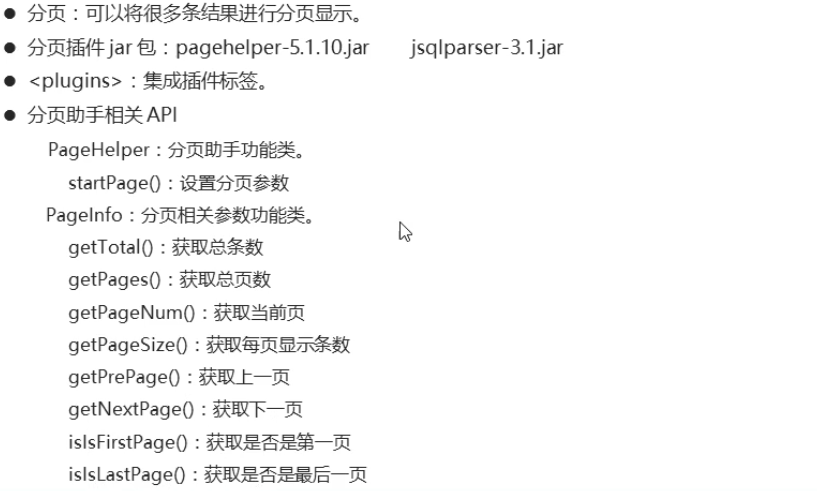 ● 分页：可以将很多条结果进行分页显示。
● 分页插件 jar 包：pagehelper-5.1.10.jar jsqlparser-3.1.jar
● <plugins>：集成插件标签。
● 分页助手相关 API
PageHelper：分页助手功能类。
startPage()：设置分页参数
PageInfo：分页相关参数功能类。
getTotal()：获取总条数
getPages()：获取总页数
getPageNum()：获取当前页
getPageSize()：获取每页显示条数
getPrePage()：获取上一页
getNextPage()：获取下一页
isIsFirstPage()：获取是否是第一页
isIsLastPage()：获取是否是最后一页